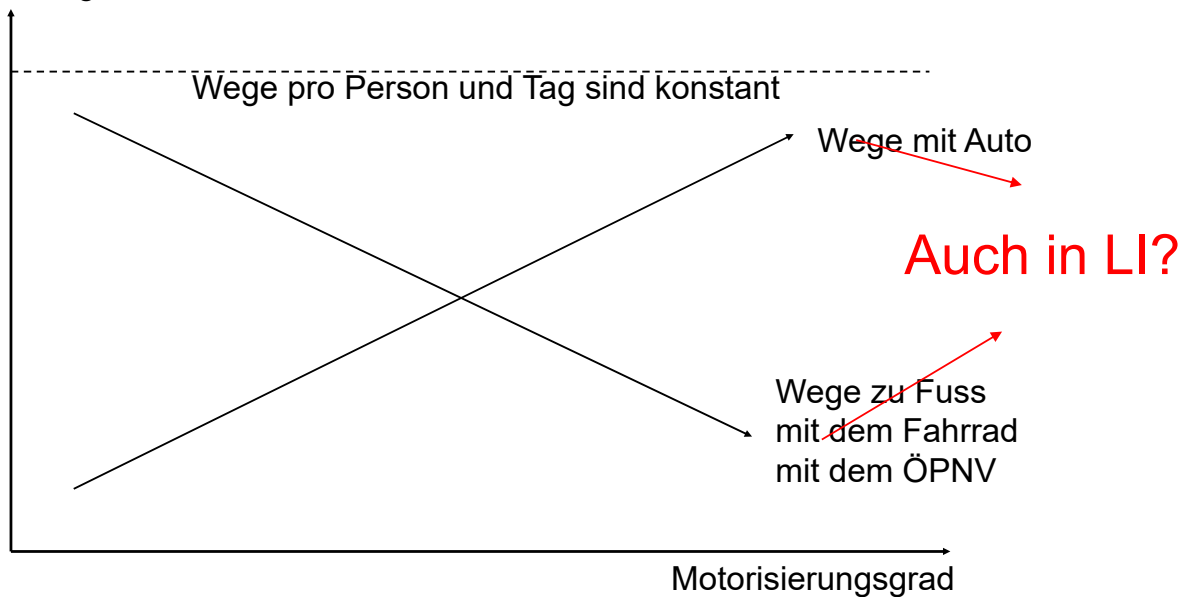 Wege pro Person und Tag sind konstant
Wege mit Auto
Auch in LI?
Wege zu Fuss
mit dem Fahrrad
mit dem ÖPNV
Motorisierungsgrad